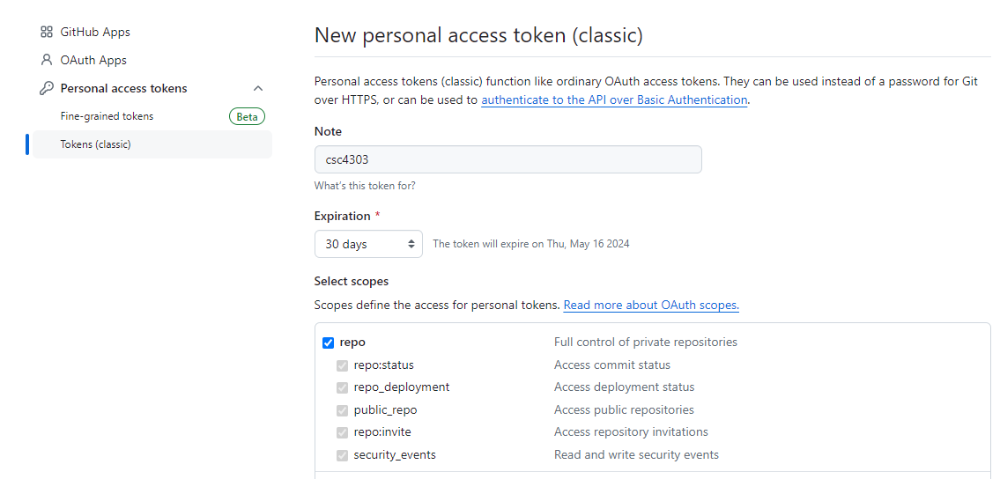 GitHub Apps
OAuth Apps
Personal access tokens
Fine-grained tokens
Beta
Tokens (classic)
New personal access token (classic)
Personal access tokens (classic) function like ordinary OAuth access tokens. They can be used instead of a password for Git
over HTTPS, or can be used to authenticate to the API over Basic Authentication.
Note
csc4303
What's this token for?
Expiration *
30 days
The token will expire on Thu, May 16 2024
Select scopes
Scopes define the access for personal tokens. Read more about OAuth scopes.
repo Full control of private repositories
repo:status Access commit status
repo_deployment Access deployment status
public_repo Access public repositories
repo:invite Access repository invitations
security_events Read and write security events